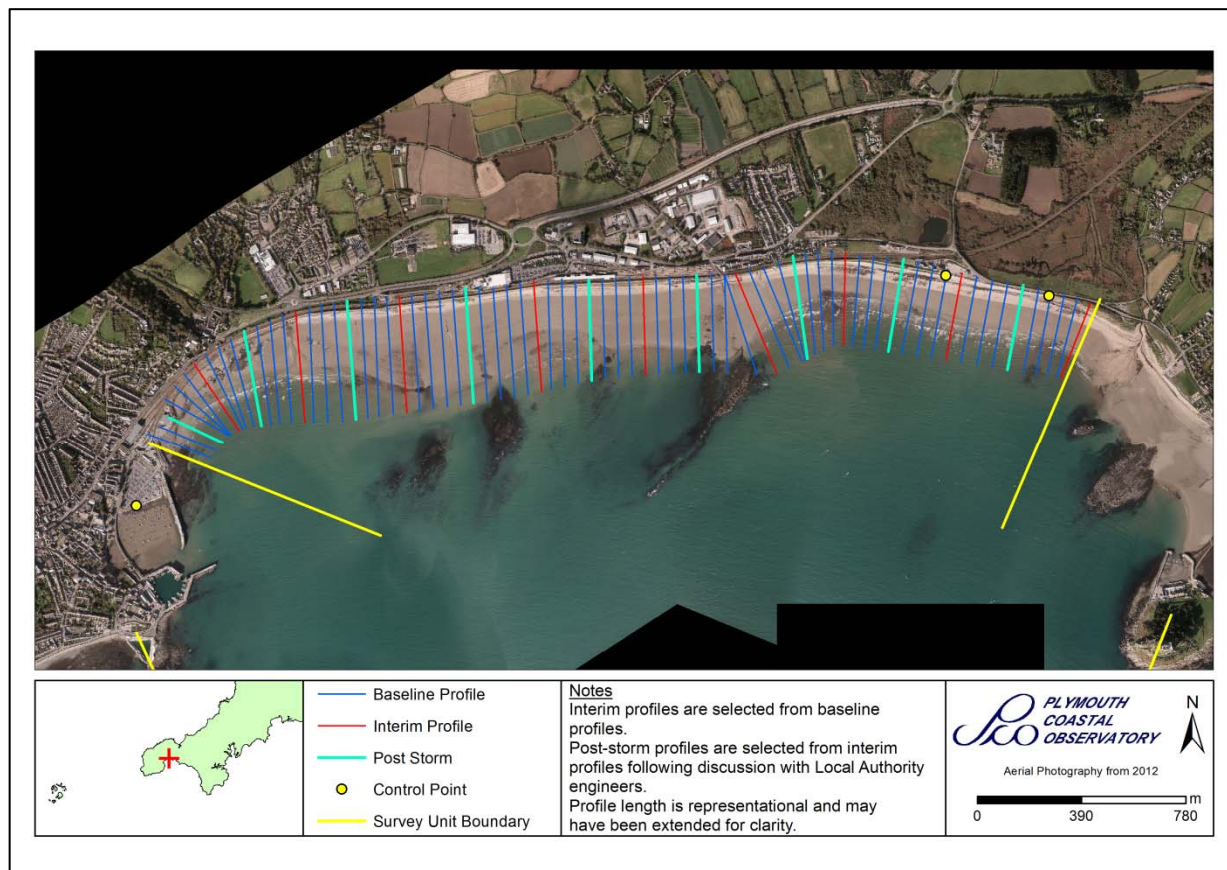 Baseline Profile
Interim Profile
Post Storm
Control Point
Survey Unit Boundary
Notes
Interim profiles are selected from baseline
profiles.
Post-storm profiles are selected from interim
profiles following discussion with Local Authority
engineers.
Profile length is representational and may
have been extended for clarity.
PLYMOUTH
COASTAL
OBSERVATORY
N
Aerial Photography from 2012
m
0 390 780